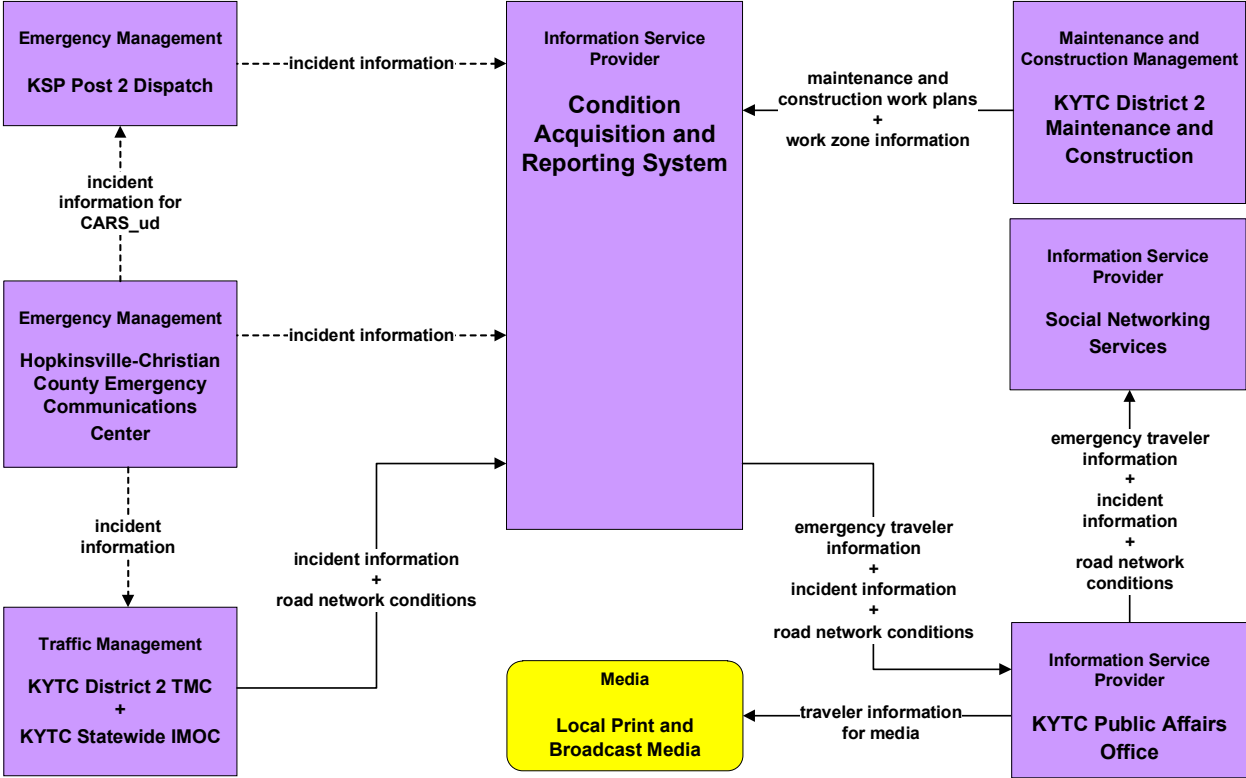 Emergency Management
KSP Post 2 Dispatch
incident information
Information Service
Provider
Condition
Acquisition and
Reporting System
maintenance and
construction work plans
+
work zone information
Maintenance and
Construction Management
KYTC District 2
Maintenance and
Construction
incident
information for
CARS_ud
Information Service
Provider
Social Networking
Services
Emergency Management
Hopkinsville-Christian
County Emergency
Communications
Center
incident information
emergency traveler
information
+
incident
information
+
road network
conditions
incident
information
incident information
+
road network conditions
emergency traveler
information
+
incident information
+
road network conditions
Traffic Management
KYTC District 2 TMC
+
KYTC Statewide IMOC
Media
Local Print and
Broadcast Media
traveler information
for media
Information Service
Provider
KYTC Public Affairs
Office